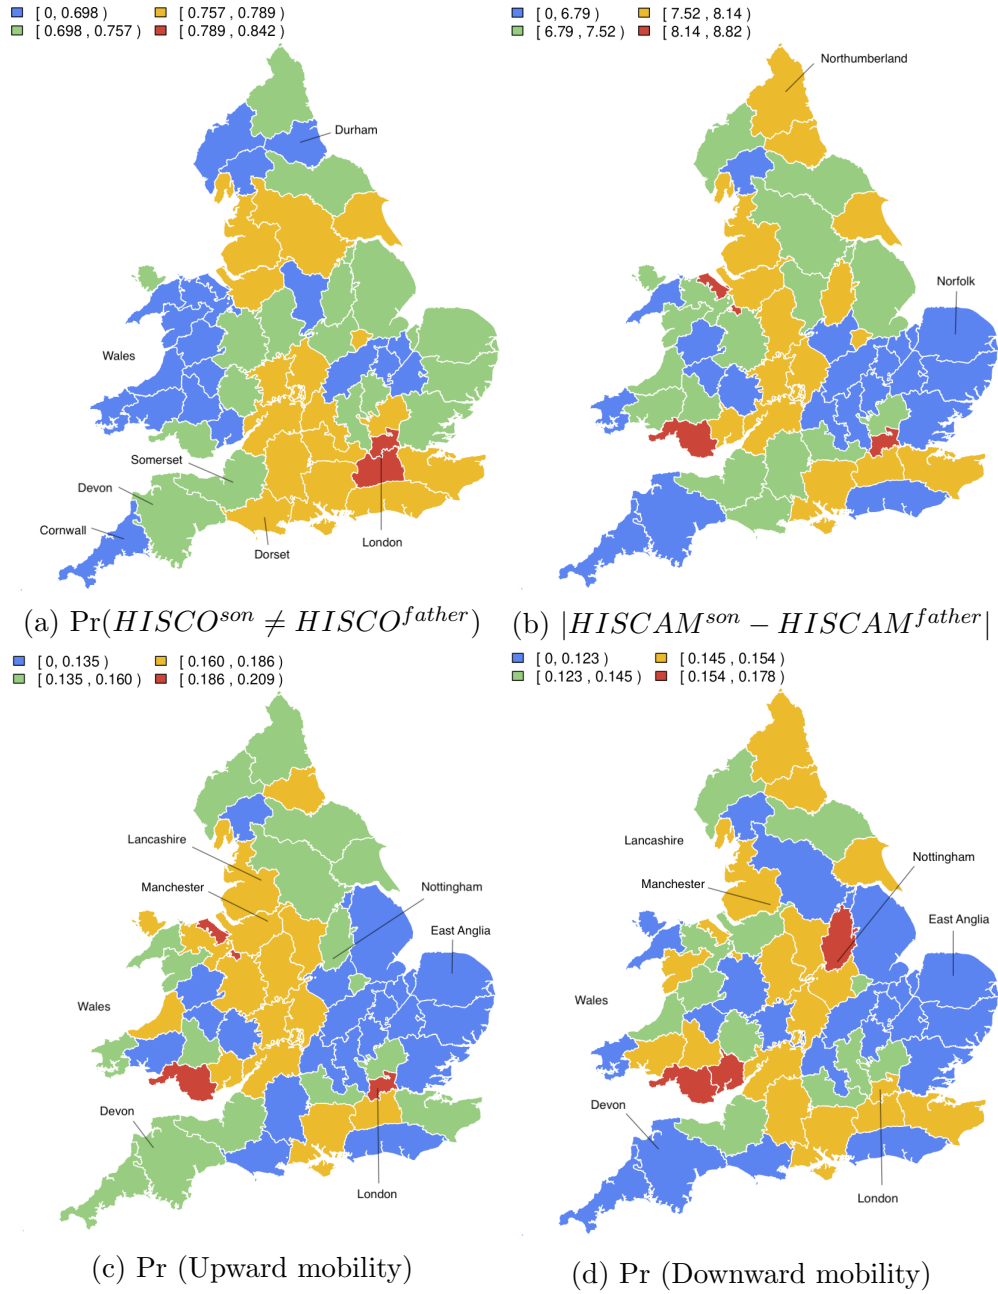 [ 0, 0.698 ) [ 0.757 , 0.789 )
[ 0.698 , 0.757 ) [ 0.789 , 0.842 )
Durham
Wales
Somerset
Devon
Cornwall
Dorset
London
(a) Pr(HISCO^son ≠ HISCO^father)
[ 0, 6.79 ) [ 7.52 , 8.14 )
[ 6.79 , 7.52 ) [ 8.14 , 8.82 )
Northumberland
Norfolk
(b) |HISCAM^son − HISCAM^father|
[ 0, 0.135 ) [ 0.160 , 0.186 )
[ 0.135 , 0.160 ) [ 0.186 , 0.209 )
Lancashire
Manchester
Nottingham
East Anglia
Wales
Devon
London
(c) Pr (Upward mobility)
[ 0, 0.123 ) [ 0.145 , 0.154 )
[ 0.123 , 0.145 ) [ 0.154 , 0.178 )
Lancashire
Nottingham
Manchester
East Anglia
Wales
Devon
London
(d) Pr (Downward mobility)